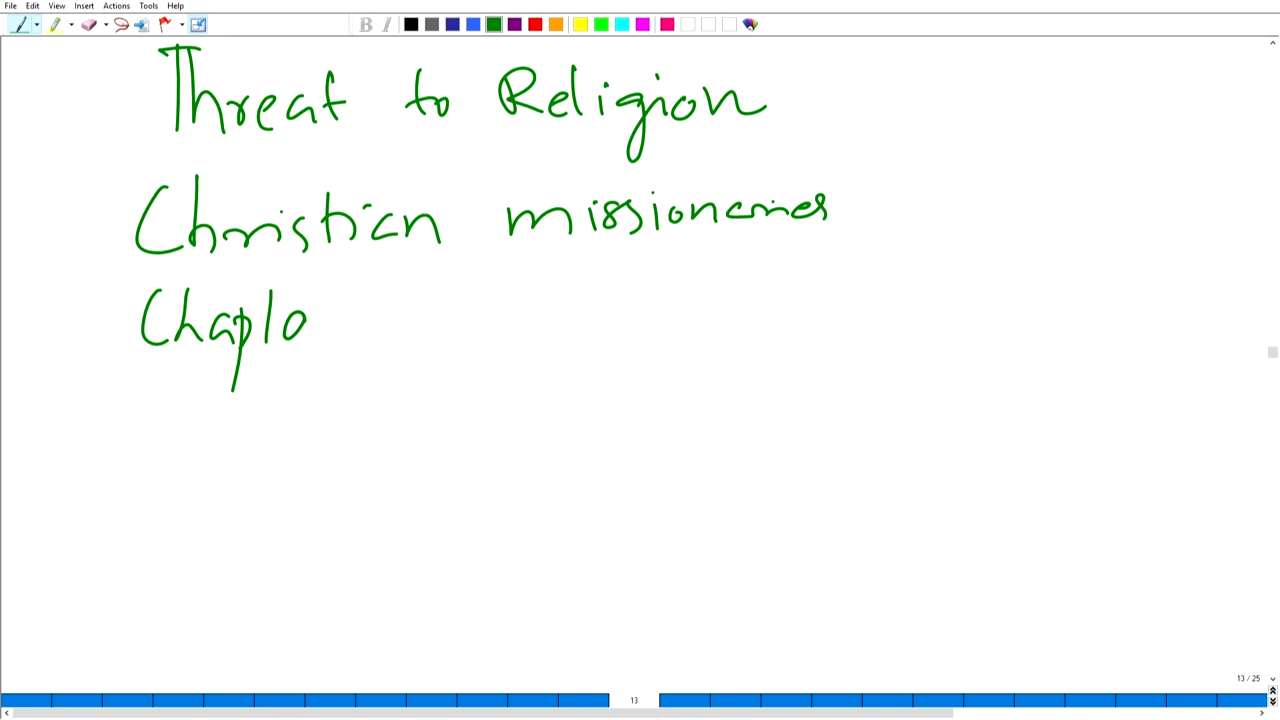 File Edit View Insert Actions Tools Help
B I
Threat to Religion
Christian missionaries
Chaplo
13 / 25
13